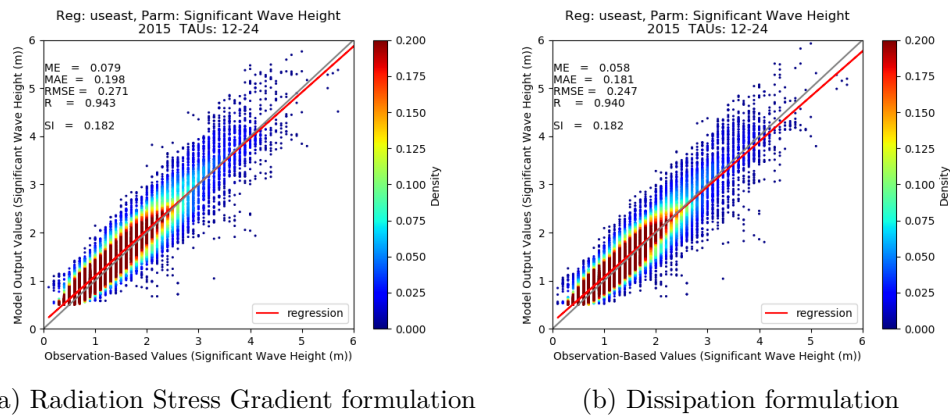 Reg: useast, Parm: Significant Wave Height
2015 TAUs: 12-24
Model Output Values (Significant Wave Height (m))
6
5
4
3
2
1
0
ME = 0.079
MAE = 0.198
RMSE = 0.271
R = 0.943
SI = 0.182
regression
0 1 2 3 4 5 6
Observation-Based Values (Significant Wave Height (m))
0.200
0.175
0.150
0.125
0.100
0.075
0.050
0.025
0.000
Density
a) Radiation Stress Gradient formulation
Reg: useast, Parm: Significant Wave Height
2015 TAUs: 12-24
Model Output Values (Significant Wave Height (m))
6
5
4
3
2
1
0
ME = 0.058
MAE = 0.181
RMSE = 0.247
R = 0.940
SI = 0.182
regression
0 1 2 3 4 5 6
Observation-Based Values (Significant Wave Height (m))
0.200
0.175
0.150
0.125
0.100
0.075
0.050
0.025
0.000
Density
(b) Dissipation formulation